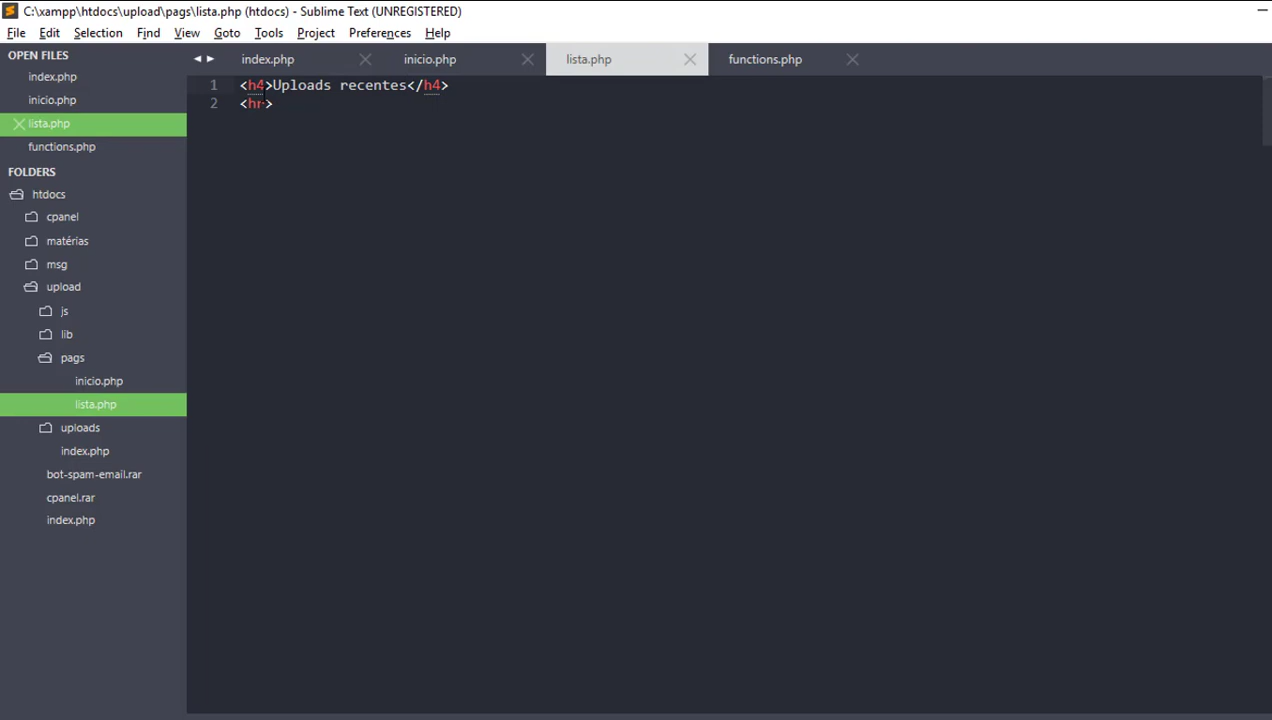 C:\xampp\htdocs\upload\pags\lista.php (htdocs) - Sublime Text (UNREGISTERED)
File Edit Selection Find View Goto Tools Project Preferences Help
OPEN FILES
index.php
inicio.php
lista.php
functions.php
FOLDERS
htdocs
cpanel
matérias
msg
upload
js
lib
pags
inicio.php
lista.php
uploads
index.php
bot-spam-email.rar
cpanel.rar
index.php
index.php inicio.php lista.php functions.php
1 <h4>Uploads recentes</h4>
2 <hr>